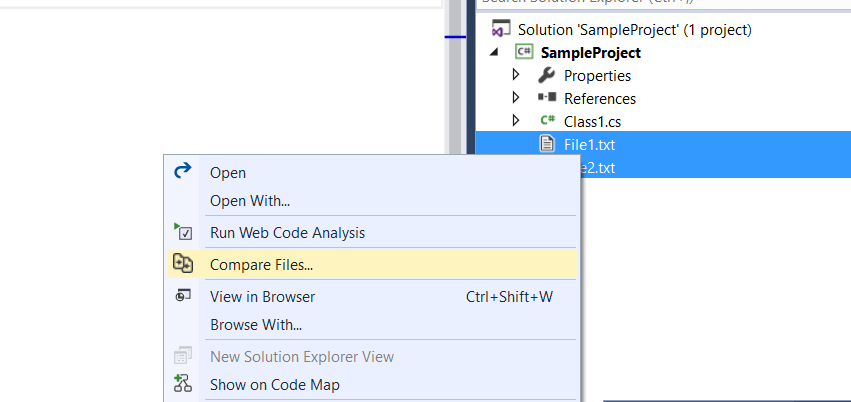 Search Solution Explorer (Ctrl+;)
Solution 'SampleProject' (1 project)
C# SampleProject
Properties
References
C# Class1.cs
File1.txt
e2.txt
Open
Open With...
Run Web Code Analysis
Compare Files...
View in Browser Ctrl+Shift+W
Browse With...
New Solution Explorer View
Show on Code Map